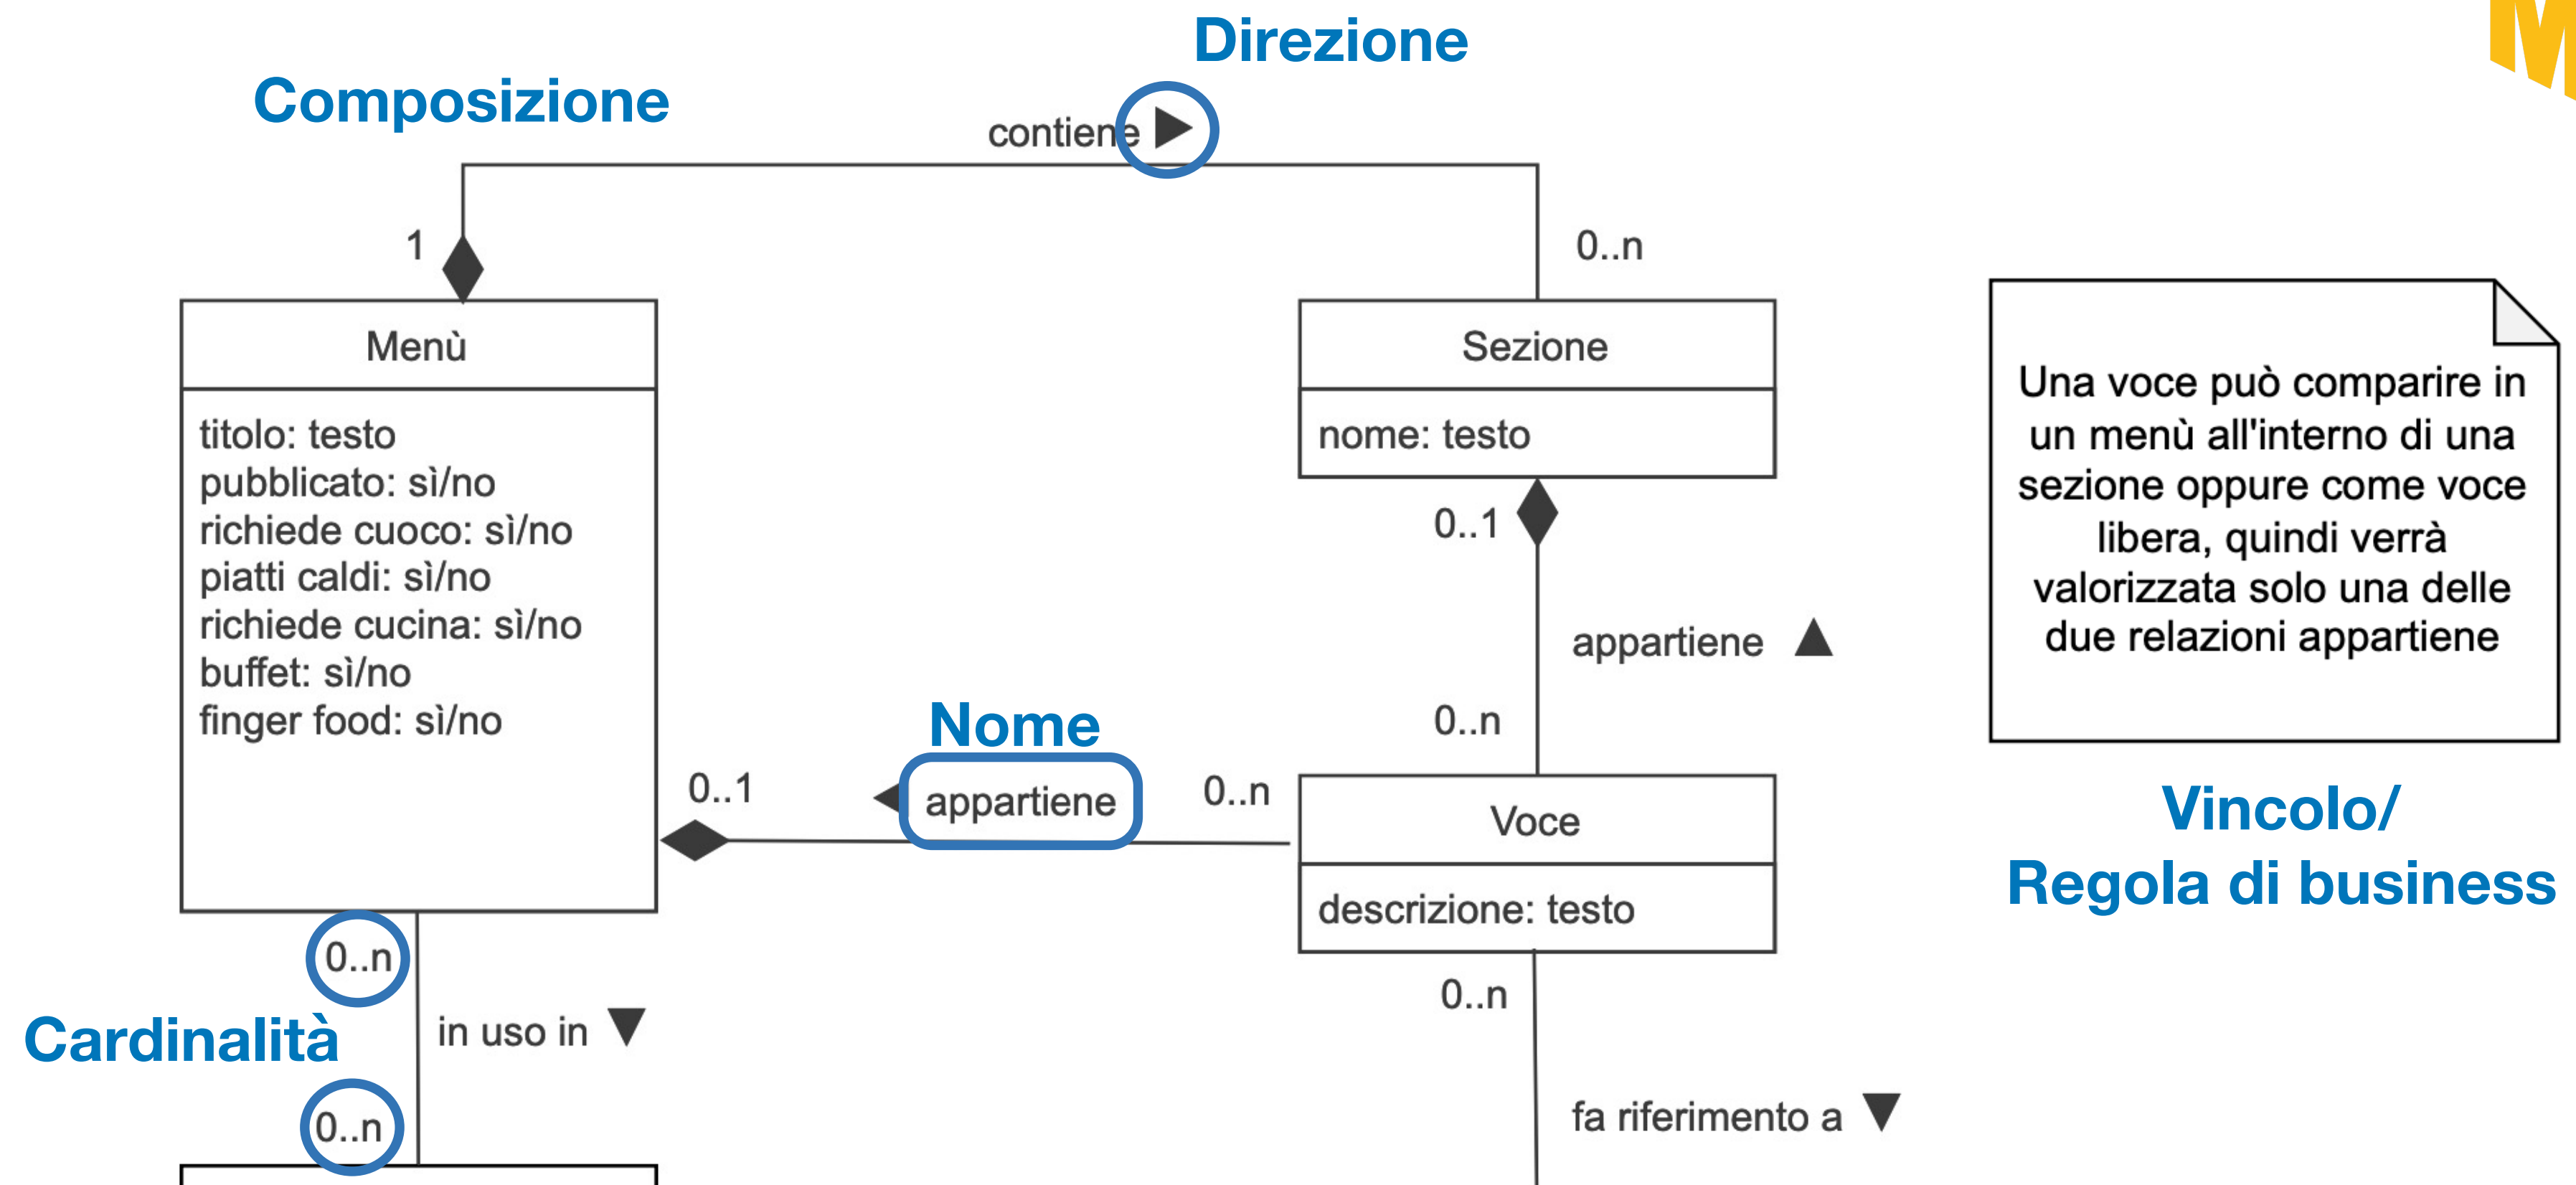 Direzione
Composizione
contiene
1
0..n
Menù
titolo: testo
pubblicato: sì/no
richiede cuoco: sì/no
piatti caldi: sì/no
richiede cucina: sì/no
buffet: sì/no
finger food: sì/no
Sezione
nome: testo
0..1
appartiene
0..n
Una voce può comparire in
un menù all'interno di una
sezione oppure come voce
libera, quindi verrà
valorizzata solo una delle
due relazioni appartiene
Vincolo/
Regola di business
Nome
0..1
appartiene
0..n
Voce
descrizione: testo
0..n
Cardinalità
in uso in
0..n
0..n
fa riferimento a
M